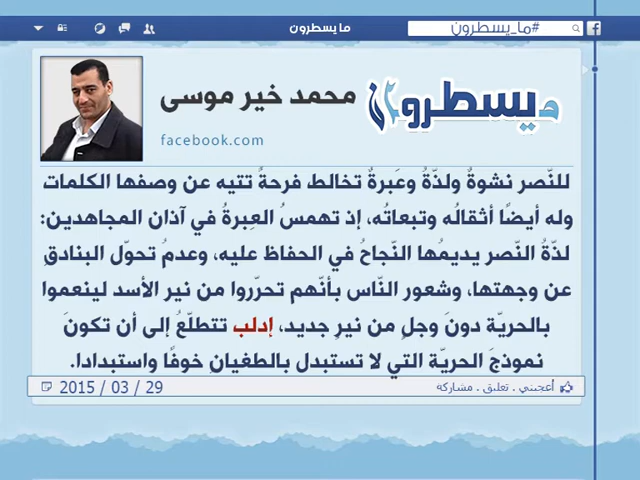 ما يسطرون
#ما_يسطرون
f
ما يسطرون
محمد خير موسى
facebook.com
للنّصر نشوةٌ ولذّةٌ وعَبرةٌ تخالط فرحةُ تتيه عن وصفها الكلمات
وله أيضًا أثقالُه وتبعاتُه، إذ تهمسُ العِبرةُ في آذان المجاهدين:
لذّةُ النّصر يديمُها النّجاحُ في الحفاظ عليه، وعدمُ تحوّل البنادقِ
عن وجهتها، وشعور النّاس بأنّهم تحرّروا من نير الأسد لينعموا
بالحريّة دونَ وجلٍ من نيرٍ جديد، إدلب تتطلّعُ إلى أن تكونَ
نموذجَ الحريّة التي لا تستبدل بالطغيان خوفًا واستبدادا.
أعجبني . تعليق . مشاركة
2015 / 03 / 29